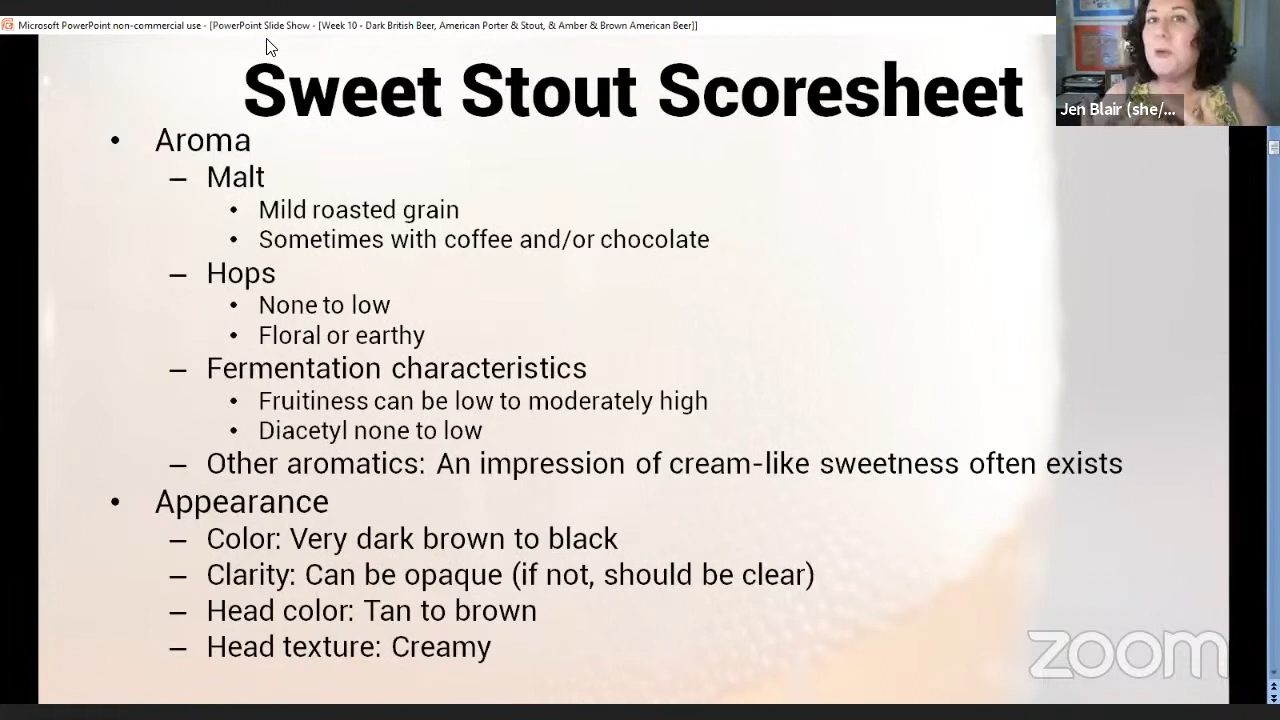 Microsoft PowerPoint non-commercial use - [PowerPoint Slide Show - [Week 10 - Dark British Beer, American Porter & Stout, & Amber & Brown American Beer]]
Sweet Stout Scoresheet
Jen Blair (she/...
• Aroma
– Malt
• Mild roasted grain
• Sometimes with coffee and/or chocolate
– Hops
• None to low
• Floral or earthy
– Fermentation characteristics
• Fruitiness can be low to moderately high
• Diacetyl none to low
– Other aromatics: An impression of cream-like sweetness often exists
• Appearance
– Color: Very dark brown to black
– Clarity: Can be opaque (if not, should be clear)
– Head color: Tan to brown
– Head texture: Creamy
zoom